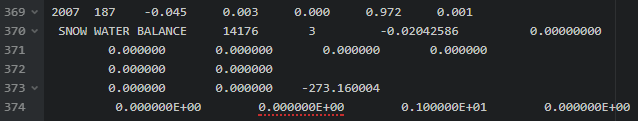 369 2007 187 -0.045 0.003 0.000 0.972 0.001
370 SNOW WATER BALANCE 14176 3 -0.02042586 0.00000000
371 0.000000 0.000000 0.000000 0.000000
372 0.000000 0.000000
373 0.000000 0.000000 -273.160004
374 0.000000E+00 0.000000E+00 0.100000E+01 0.000000E+00